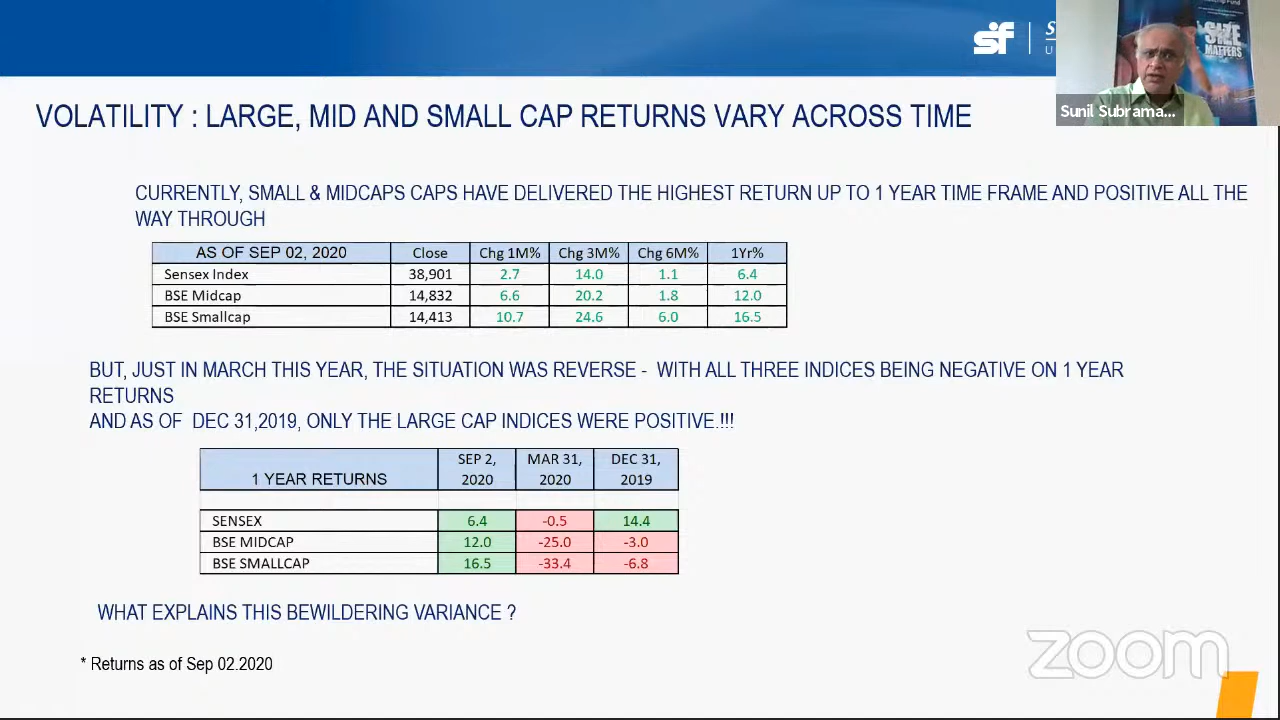 sf S
U
SIZE
MATTERS
Sunil Subrama...
VOLATILITY : LARGE, MID AND SMALL CAP RETURNS VARY ACROSS TIME
CURRENTLY, SMALL & MIDCAPS CAPS HAVE DELIVERED THE HIGHEST RETURN UP TO 1 YEAR TIME FRAME AND POSITIVE ALL THE
WAY THROUGH
AS OF SEP 02, 2020 Close Chg 1M% Chg 3M% Chg 6M% 1Yr%
Sensex Index 38,901 2.7 14.0 1.1 6.4
BSE Midcap 14,832 6.6 20.2 1.8 12.0
BSE Smallcap 14,413 10.7 24.6 6.0 16.5
BUT, JUST IN MARCH THIS YEAR, THE SITUATION WAS REVERSE - WITH ALL THREE INDICES BEING NEGATIVE ON 1 YEAR
RETURNS
AND AS OF DEC 31,2019, ONLY THE LARGE CAP INDICES WERE POSITIVE.!!!
SEP 2, MAR 31, DEC 31,
1 YEAR RETURNS 2020 2020 2019
SENSEX 6.4 -0.5 14.4
BSE MIDCAP 12.0 -25.0 -3.0
BSE SMALLCAP 16.5 -33.4 -6.8
WHAT EXPLAINS THIS BEWILDERING VARIANCE ?
* Returns as of Sep 02.2020
zoom